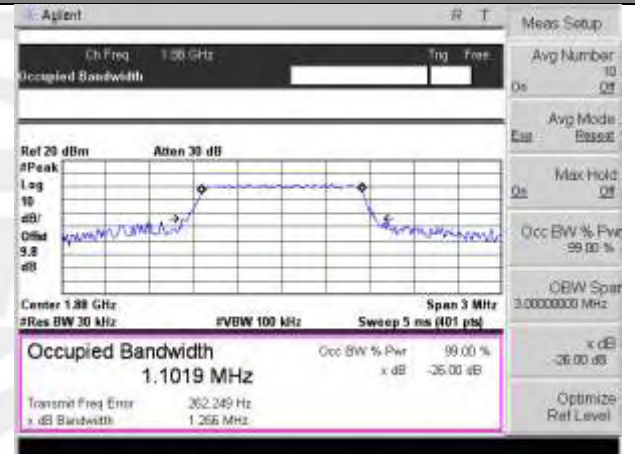 Agilent R T
Ch Freq 1.88 GHz Trig Free
Occupied Bandwidth
Ref 20 dBm Atten 30 dB
#Peak
Log
10
dB/
Offst
9.8
dB
Center 1.88 GHz Span 3 MHz
#Res BW 30 kHz #VBW 100 kHz Sweep 5 ms (401 pts)
Occupied Bandwidth
1.1019 MHz
Occ BW % Pwr 99.00 %
x dB -26.00 dB
Transmit Freq Error 262.249 Hz
x dB Bandwidth 1.266 MHz
Meas Setup
Avg Number
10
On Off
Avg Mode
Exp Repeat
Max Hold
On Off
Occ BW % Pwr
99.00 %
OBW Span
3.00000000 MHz
x dB
-26.00 dB
Optimize
Ref Level